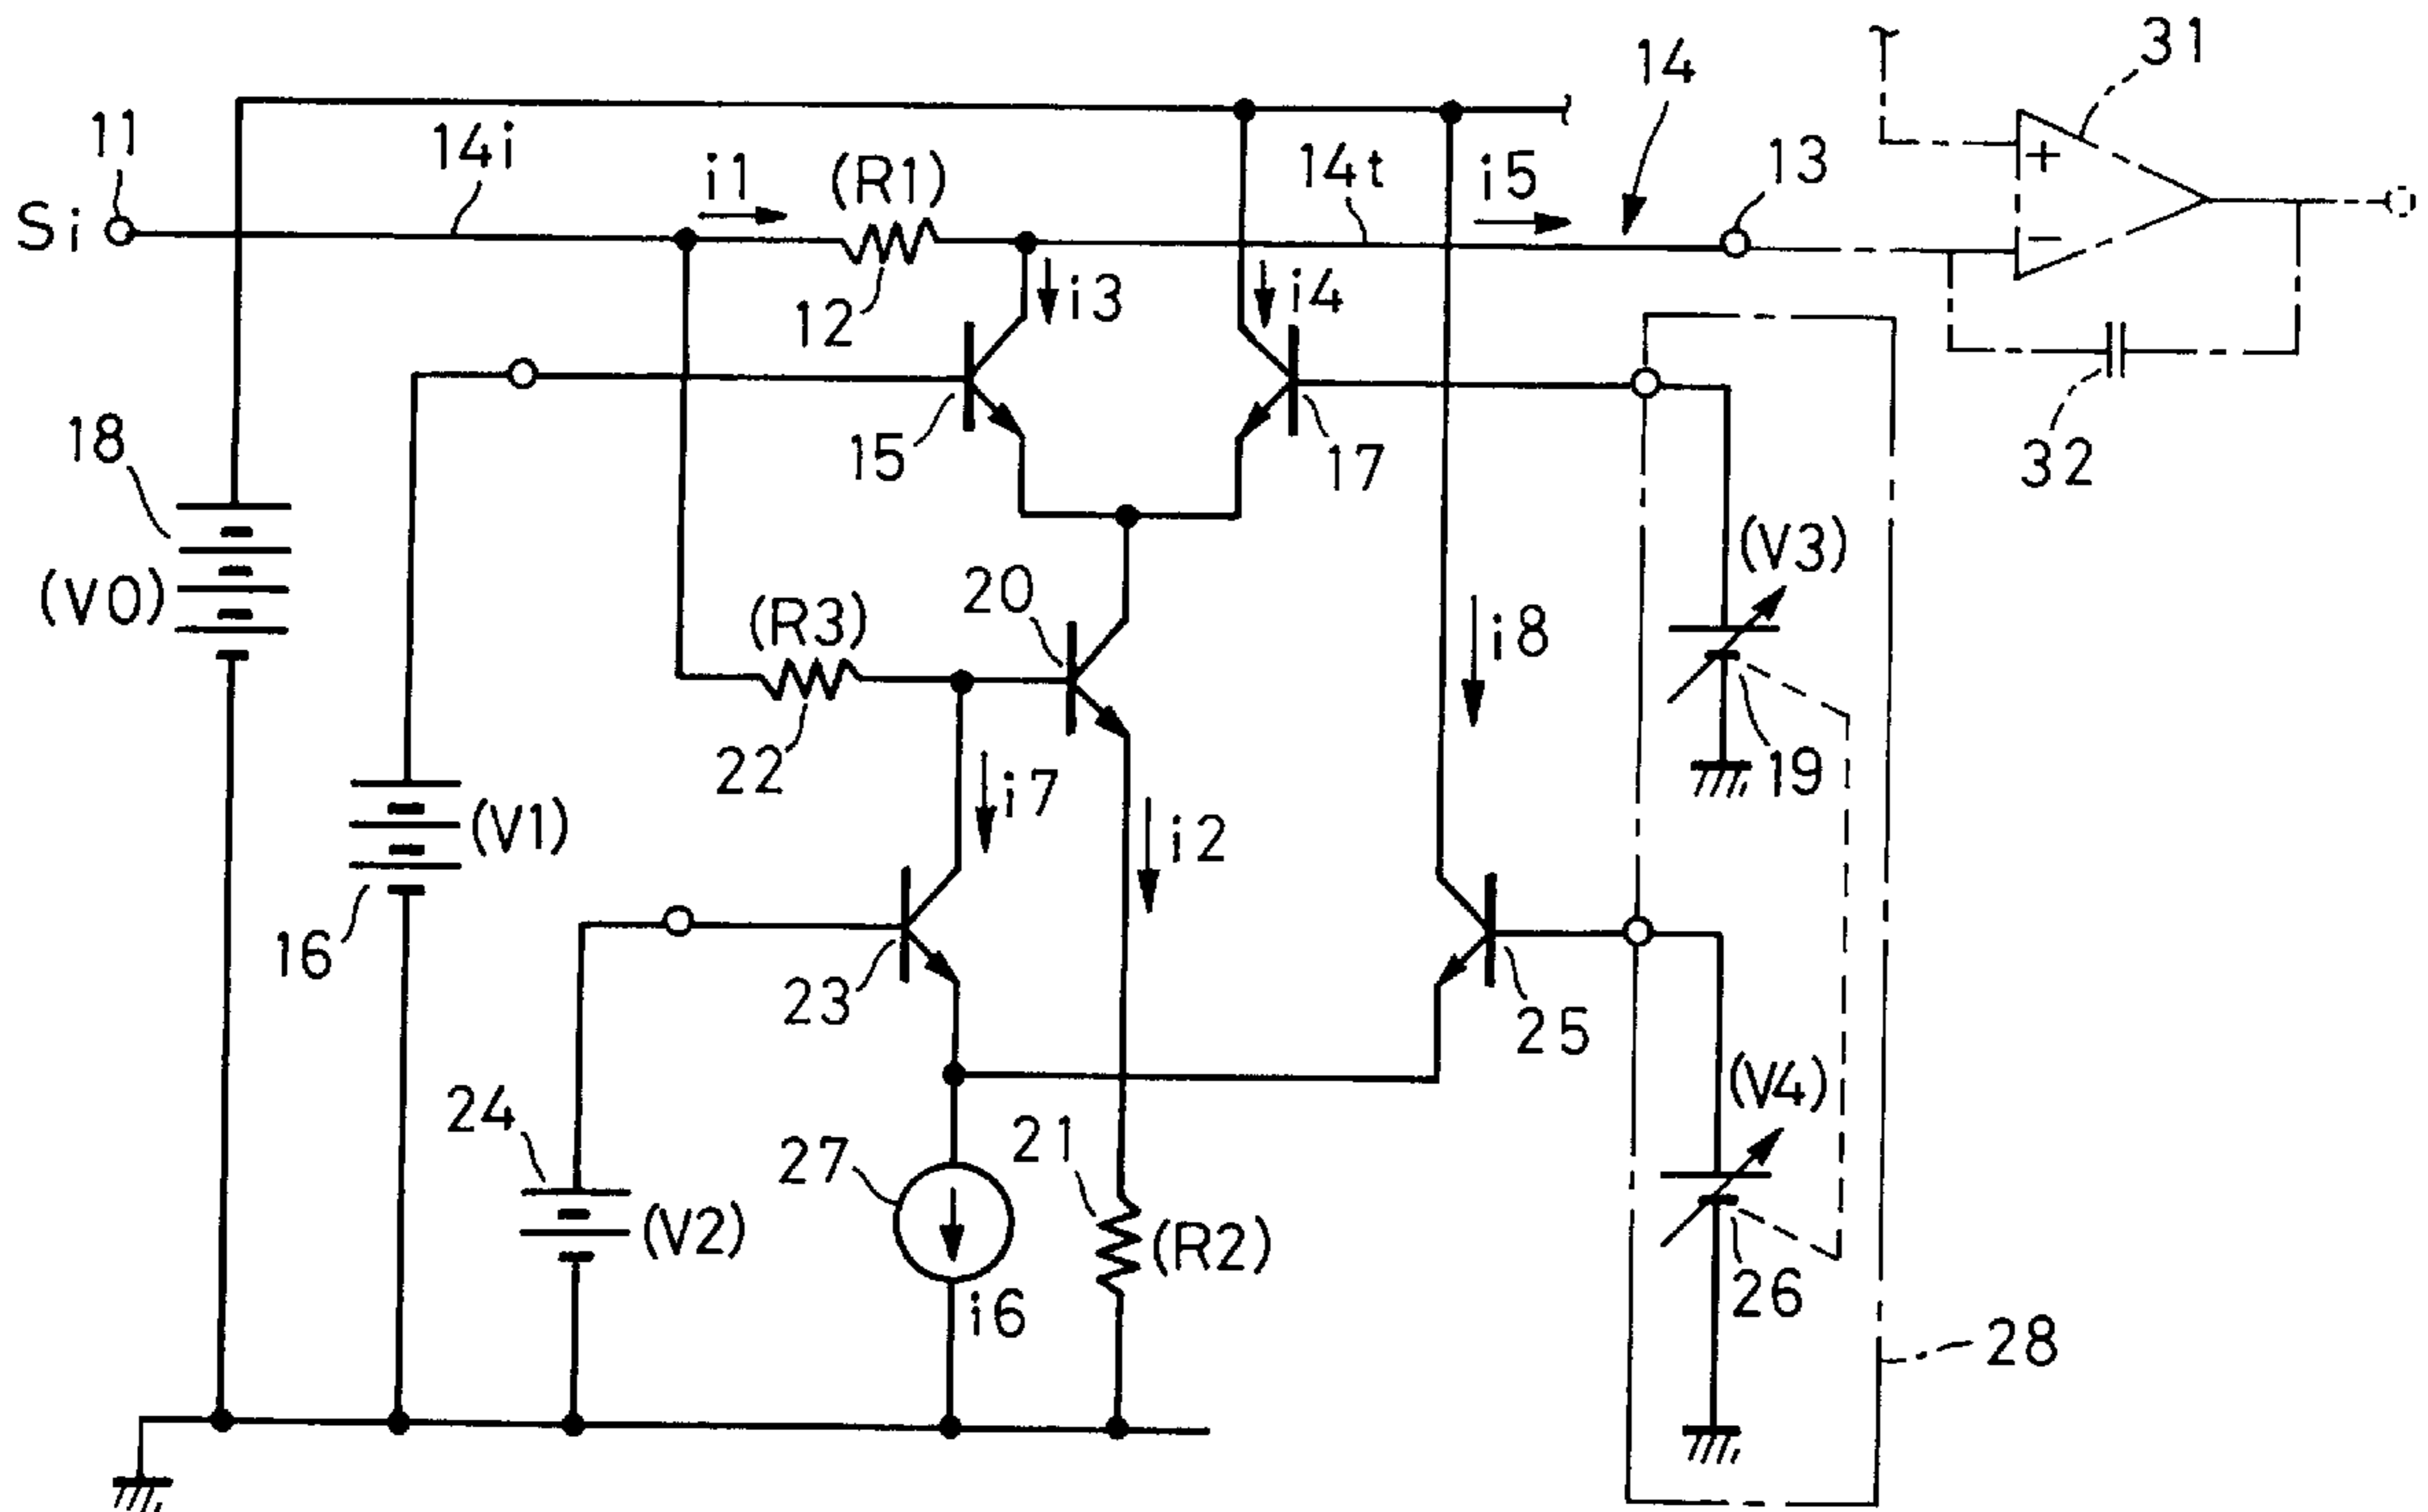 31
14
11
14i
i1
(R1)
14t
i5
13
Si
+
−
12
i3
i4
18
15
17
32
(V0)
(V3)
20
(R3)
i8
22
19
i7
(V1)
i2
16
23
25
24
(V4)
27
21
(V2)
(R2)
26
i6
28